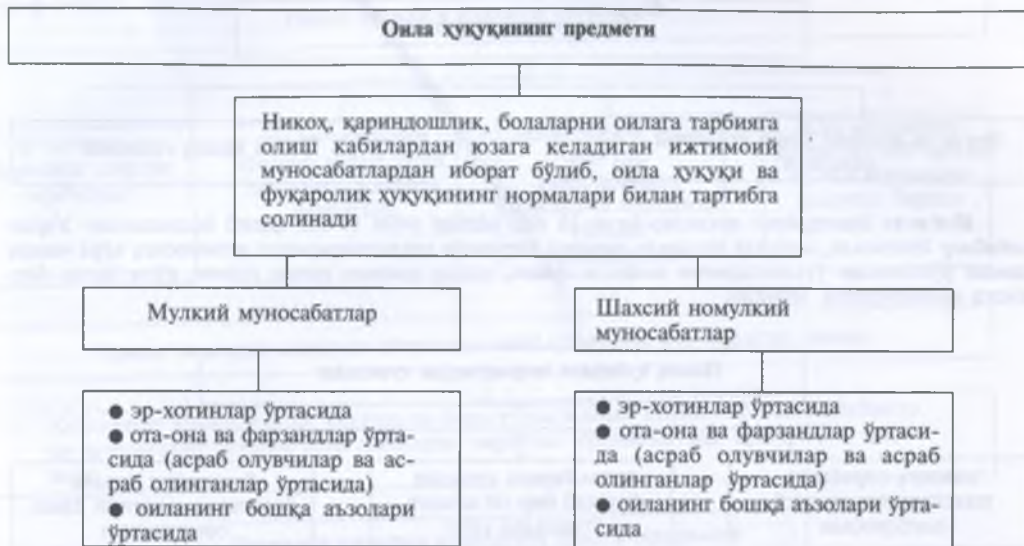 Оила ҳуқуқининг предмети
Никоҳ, қариндошлик, болаларни оилага тарбияга
олиш кабилардан юзага келадиган ижтимоий
муносабатлардан иборат бўлиб, оила ҳуқуқи ва
фуқаролик ҳуқуқининг нормалари билан тартибга
солинади
Мулкий муносабатлар
Шахсий номулкий
муносабатлар
● эр-хотинлар ўртасида
● ота-она ва фарзандлар ўрта-
сида (асраб олувчилар ва ас-
раб олинганлар ўртасида)
● оиланинг бошқа аъзолари
ўртасида
● эр-хотинлар ўртасида
● ота-она ва фарзандлар ўртаси-
да (асраб олувчилар ва асраб
олинганлар ўртасида)
● оиланинг бошқа аъзолари ўрта-
сида